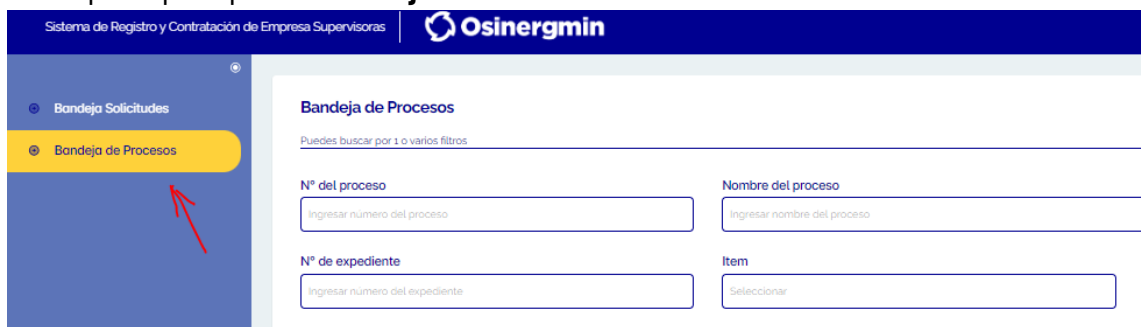 Sistema de Registro y Contratación de Empresa Supervisoras
Osinergmin
Bandeja Solicitudes
Bandeja de Procesos
Bandeja de Procesos
Puedes buscar por 1 o varios filtros
N° del proceso
Nombre del proceso
Ingresar número del proceso
Ingresar nombre del proceso
N° de expediente
Item
Ingresar número del expediente
Seleccionar